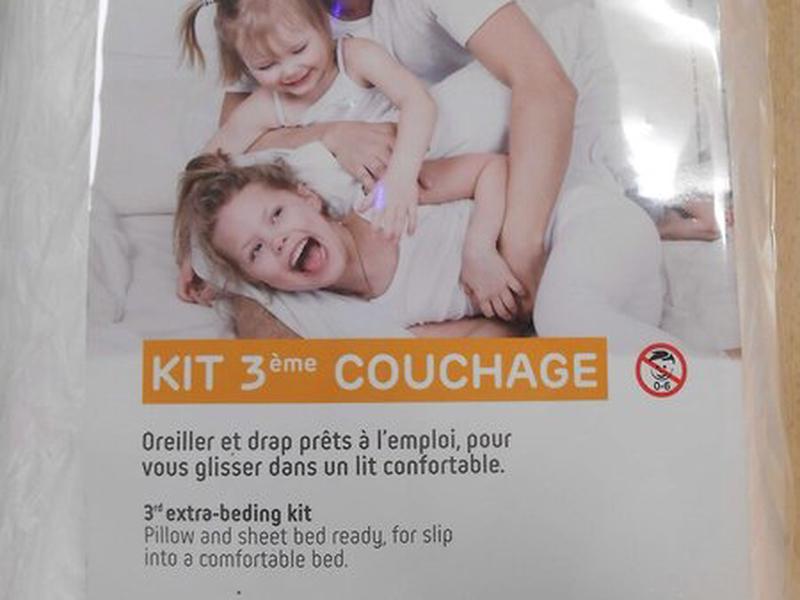 KIT 3ème COUCHAGE
0-6
Oreiller et drap prêts à l'emploi, pour
vous glisser dans un lit confortable.
3rd extra-beding kit
Pillow and sheet bed ready, for slip
into a comfortable bed.